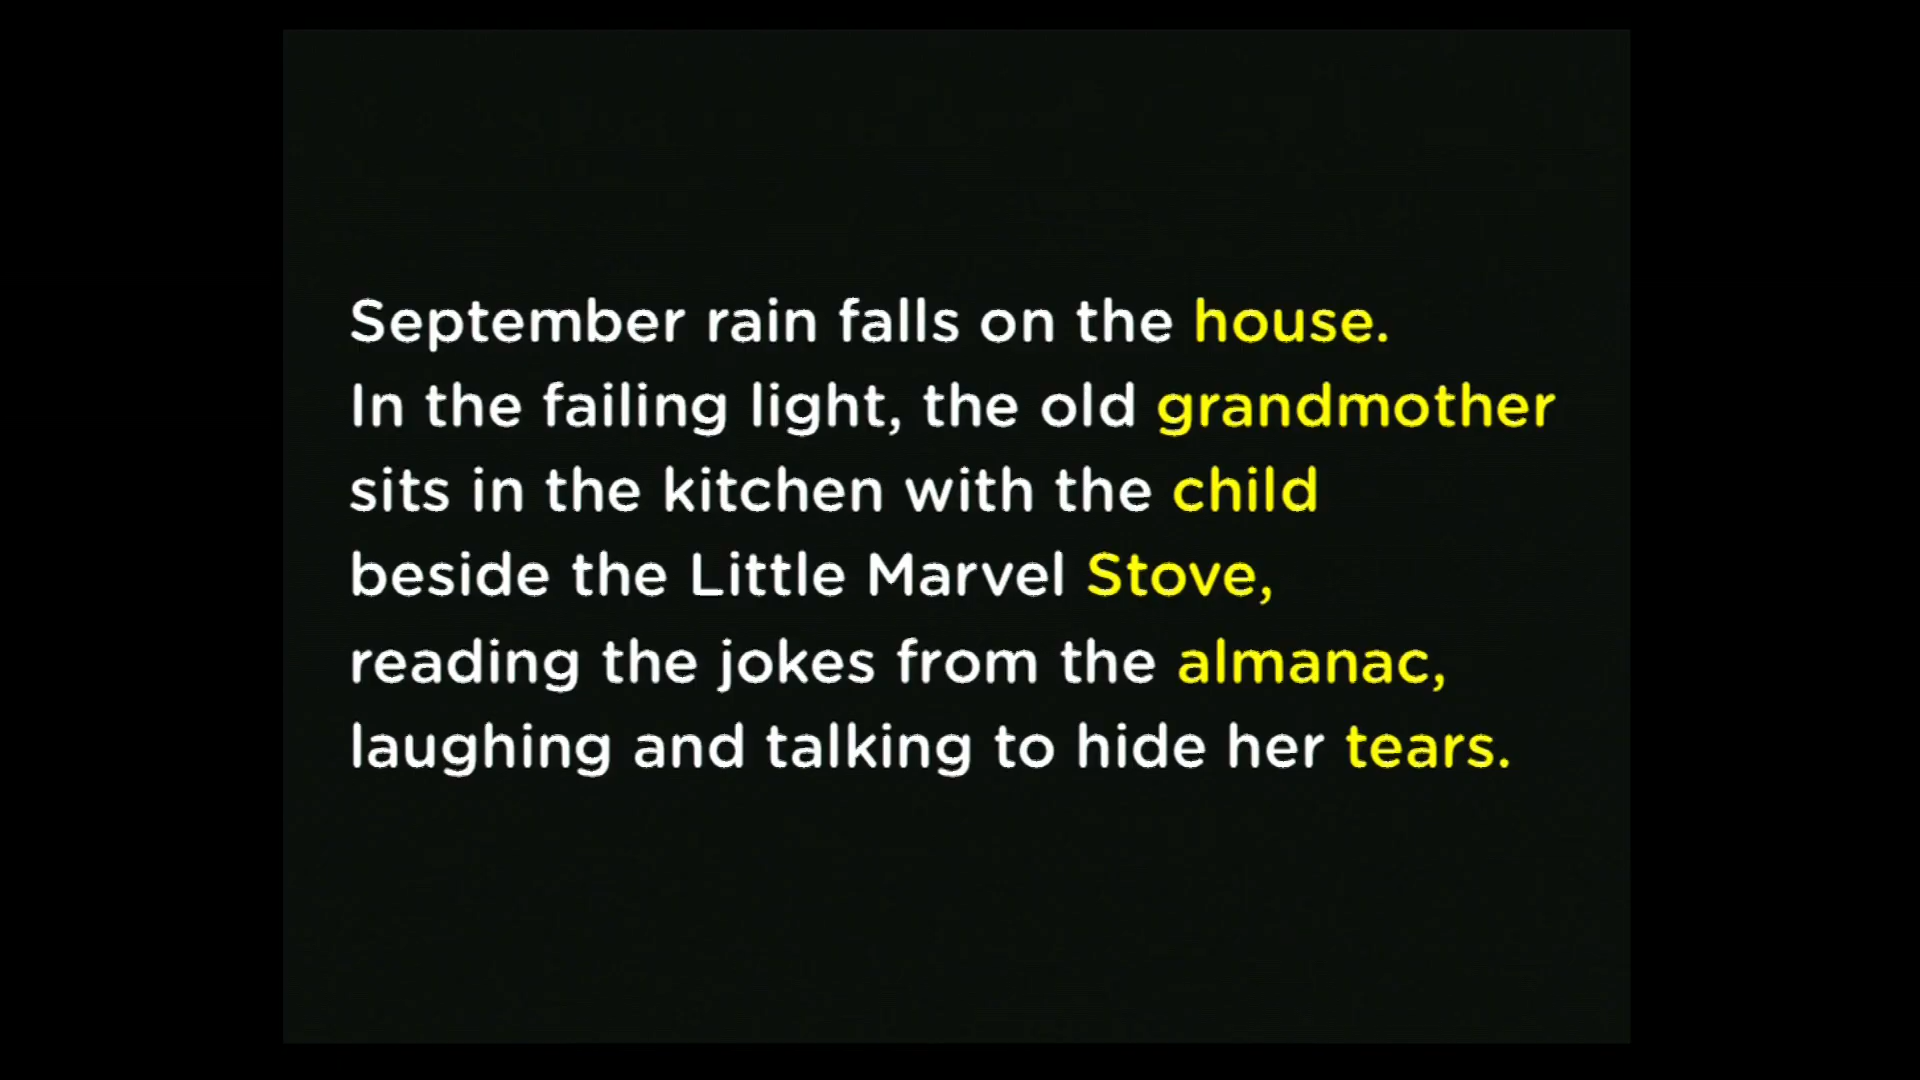 September rain falls on the house.
In the failing light, the old grandmother
sits in the kitchen with the child
beside the Little Marvel Stove,
reading the jokes from the almanac,
laughing and talking to hide her tears.